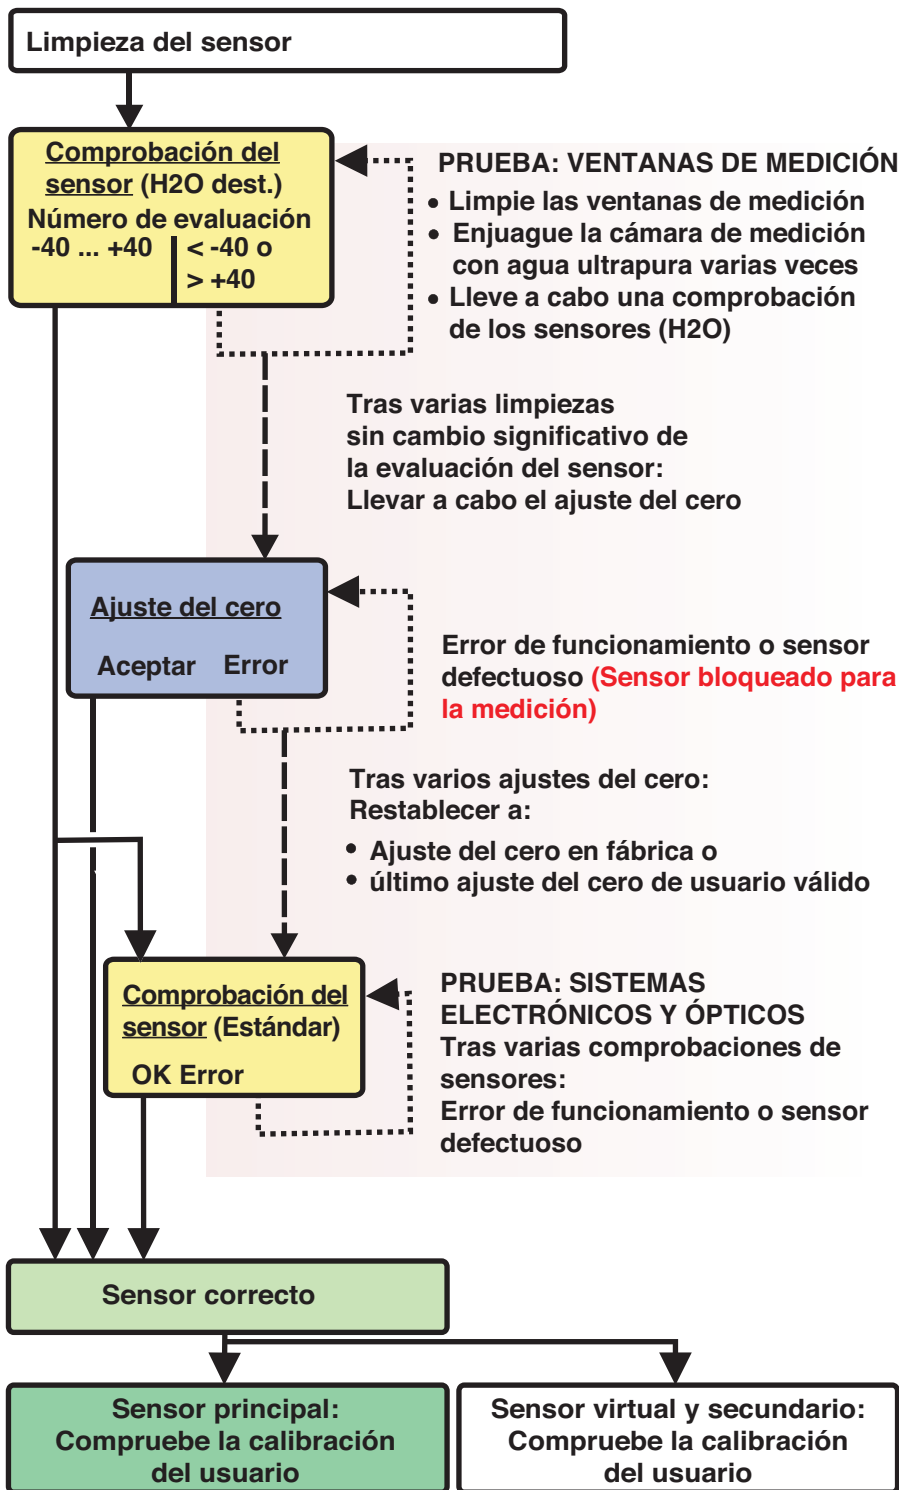 Limpieza del sensor
Comprobación del
sensor (H2O dest.)
Número de evaluación
-40 ... +40
< -40 o
> +40
PRUEBA: VENTANAS DE MEDICIÓN
• Limpie las ventanas de medición
• Enjuague la cámara de medición
con agua ultrapura varias veces
• Lleve a cabo una comprobación
de los sensores (H2O)
Tras varias limpiezas
sin cambio significativo de
la evaluación del sensor:
Llevar a cabo el ajuste del cero
Ajuste del cero
Aceptar Error
Error de funcionamiento o sensor
defectuoso (Sensor bloqueado para
la medición)
Tras varios ajustes del cero:
Restablecer a:
• Ajuste del cero en fábrica o
• último ajuste del cero de usuario válido
Comprobación del
sensor (Estándar)
OK Error
PRUEBA: SISTEMAS
ELECTRÓNICOS Y ÓPTICOS
Tras varias comprobaciones de
sensores:
Error de funcionamiento o sensor
defectuoso
Sensor correcto
Sensor principal:
Compruebe la calibración
del usuario
Sensor virtual y secundario:
Compruebe la calibración
del usuario